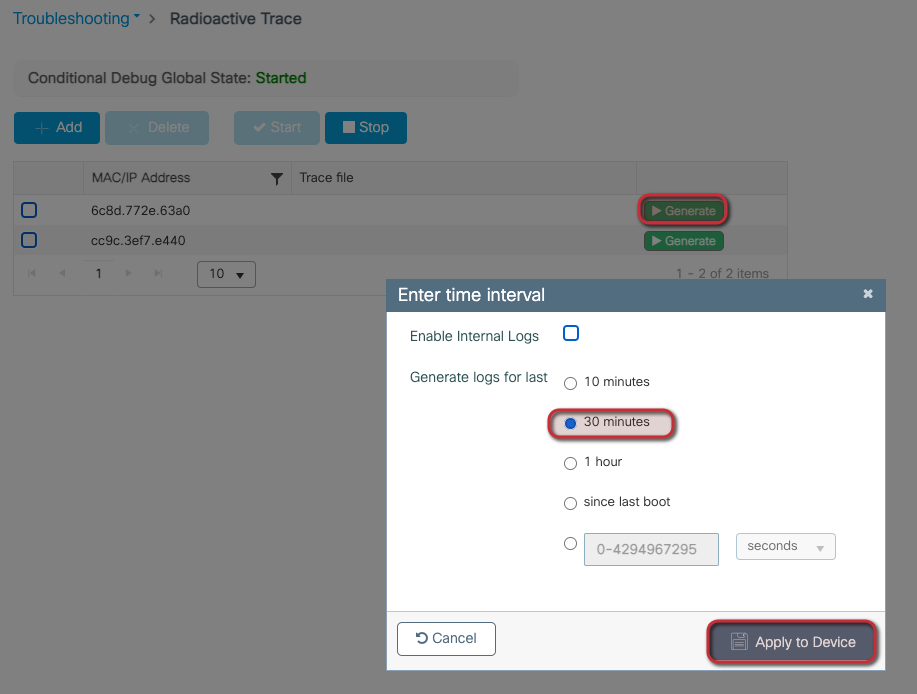 Troubleshooting > Radioactive Trace
Conditional Debug Global State: Started
+ Add × Delete ✔ Start Stop
MAC/IP Address Trace file
6c8d.772e.63a0 Generate
cc9c.3ef7.e440 Generate
1 10 1 - 2 of 2 items
Enter time interval ×
Enable Internal Logs
Generate logs for last
10 minutes
30 minutes
1 hour
since last boot
0-4294967295 seconds
Cancel Apply to Device